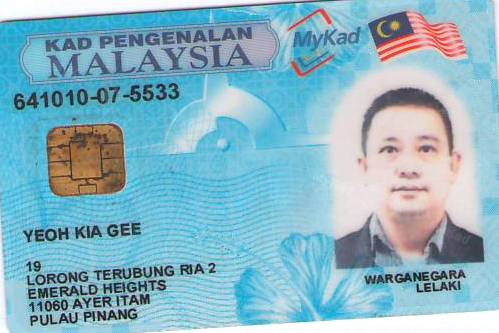 KAD PENGENALAN
MALAYSIA
MyKad
641010-07-5533
YEOH KIA GEE
19
LORONG TERUBUNG RIA 2
EMERALD HEIGHTS
11060 AYER ITAM
PULAU PINANG
WARGANEGARA
LELAKI